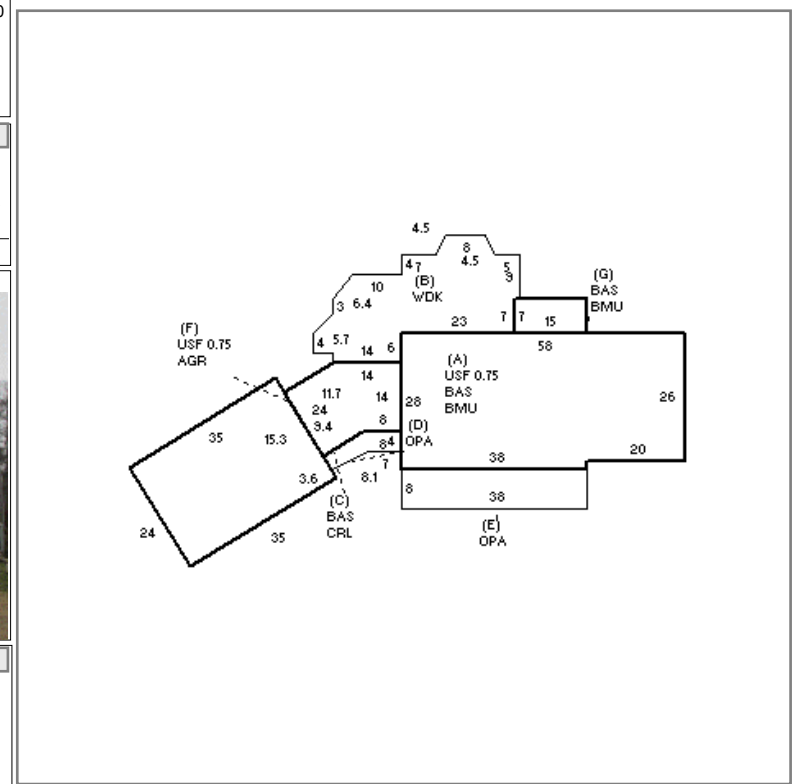 4.5
8
4 7
4.5
5
9
(B)
WDK
10
(G)
BAS
BMU
3 6.4
23
7 7
15
(F)
USF 0.75
AGR
4 5.7
14
6
58
14
(A)
USF 0.75
BAS
BMU
11.7
14
28
26
24
9.4
8
(D)
OPA
35
15.3
8 4
7
38
20
3.6
8.1
8
38
(C)
BAS
CRL
24
35
(E)
OPA